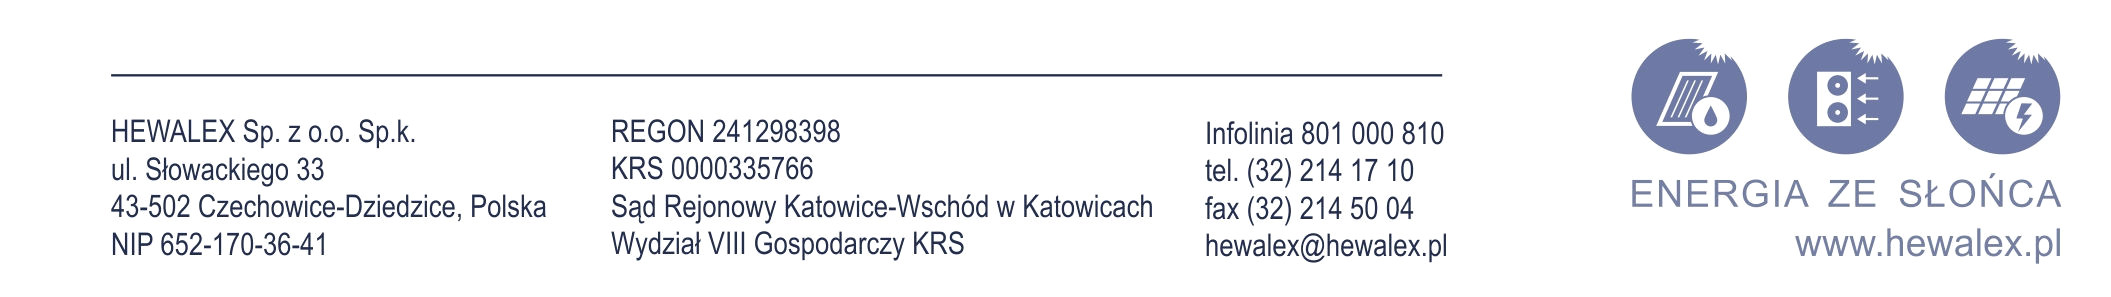 HEWALEX Sp. z o.o. Sp.k.
ul. Słowackiego 33
43-502 Czechowice-Dziedzice, Polska
NIP 652-170-36-41
REGON 241298398
KRS 0000335766
Sąd Rejonowy Katowice-Wschód w Katowicach
Wydział VIII Gospodarczy KRS
Infolinia 801 000 810
tel. (32) 214 17 10
fax (32) 214 50 04
hewalex@hewalex.pl
ENERGIA ZE SŁOŃCA
www.hewalex.pl